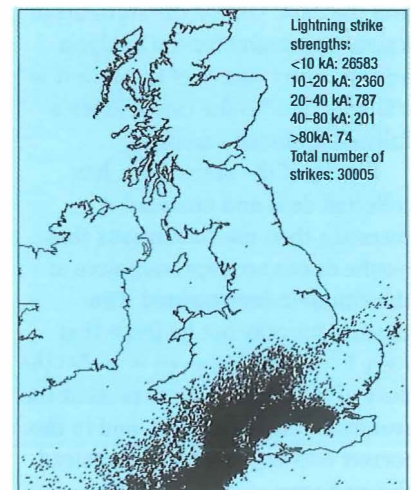 Lightning strike
strengths:
<10 kA: 26583
10–20 kA: 2360
20–40 kA: 787
40–80 kA: 201
>80kA: 74
Total number of
strikes: 30005